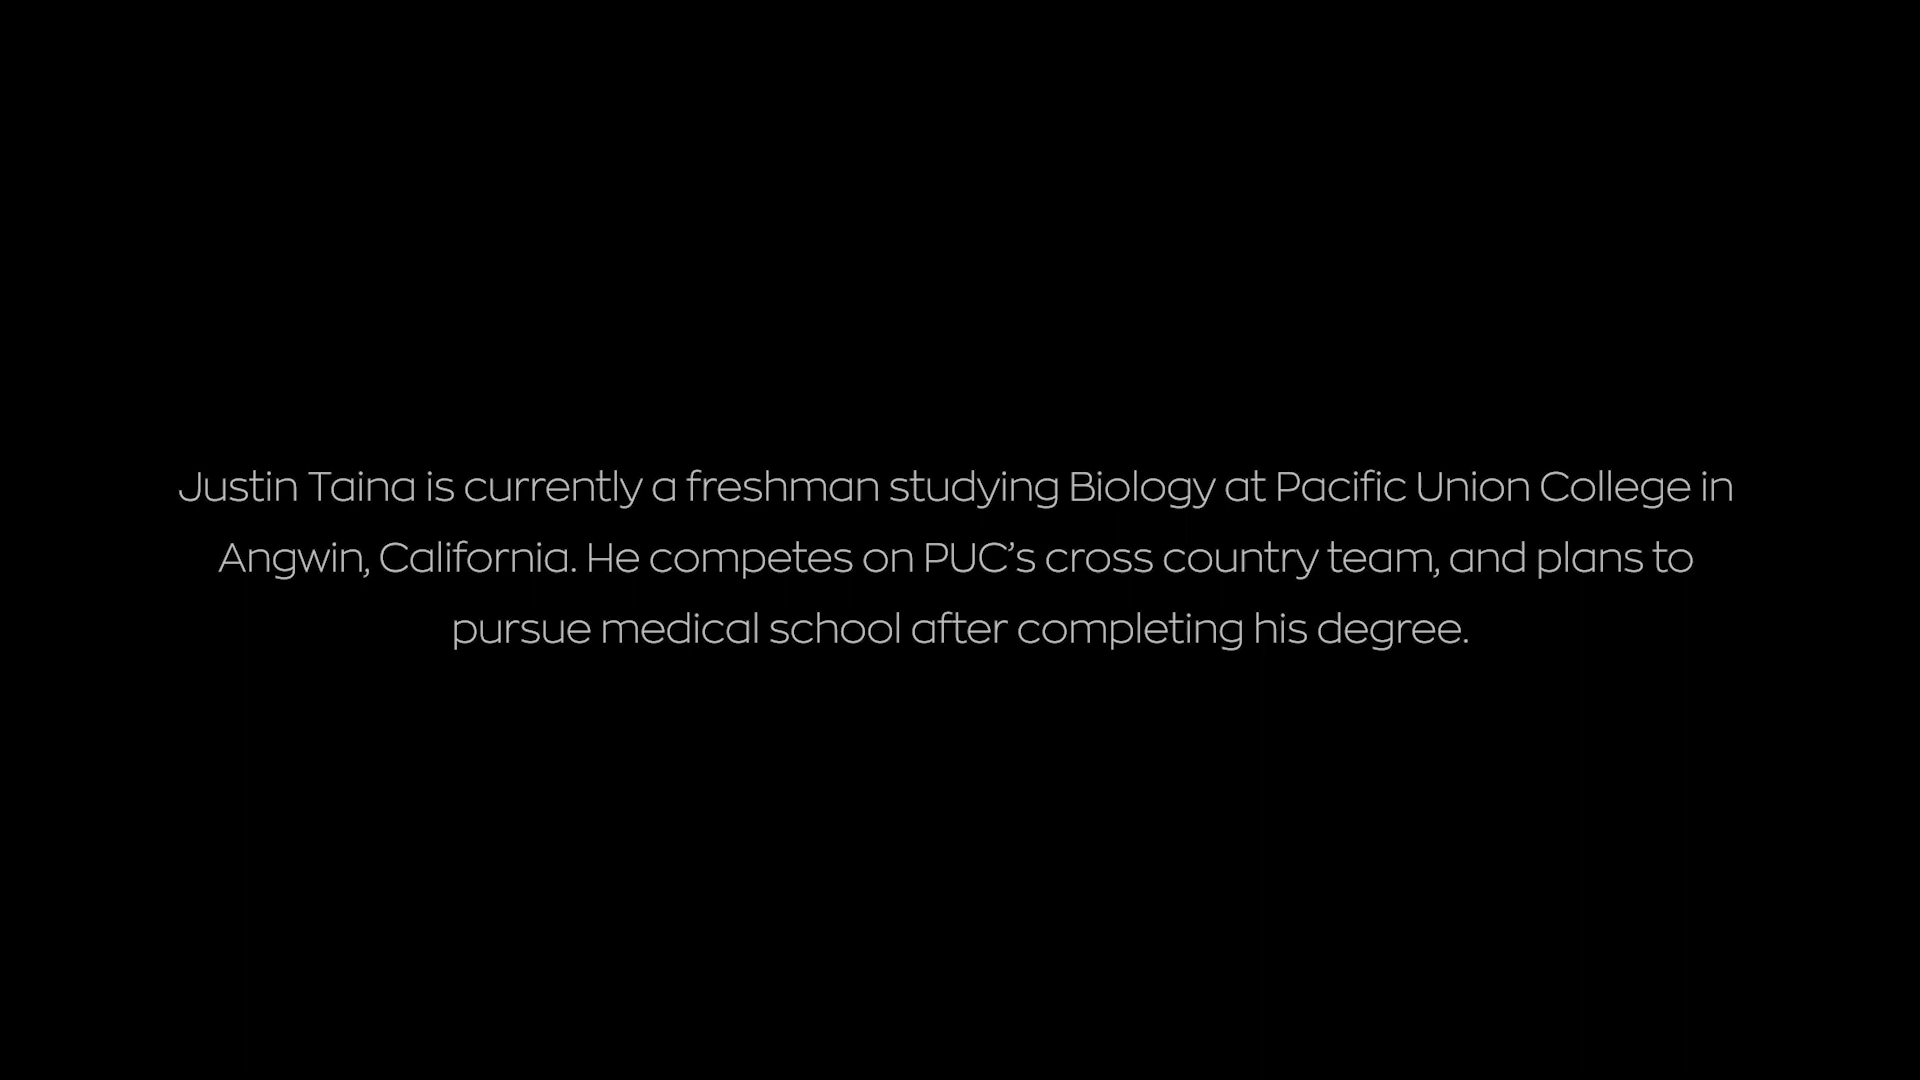 Justin Taina is currently a freshman studying Biology at Pacific Union College in
Angwin, California. He competes on PUC’s cross country team, and plans to
pursue medical school after completing his degree.